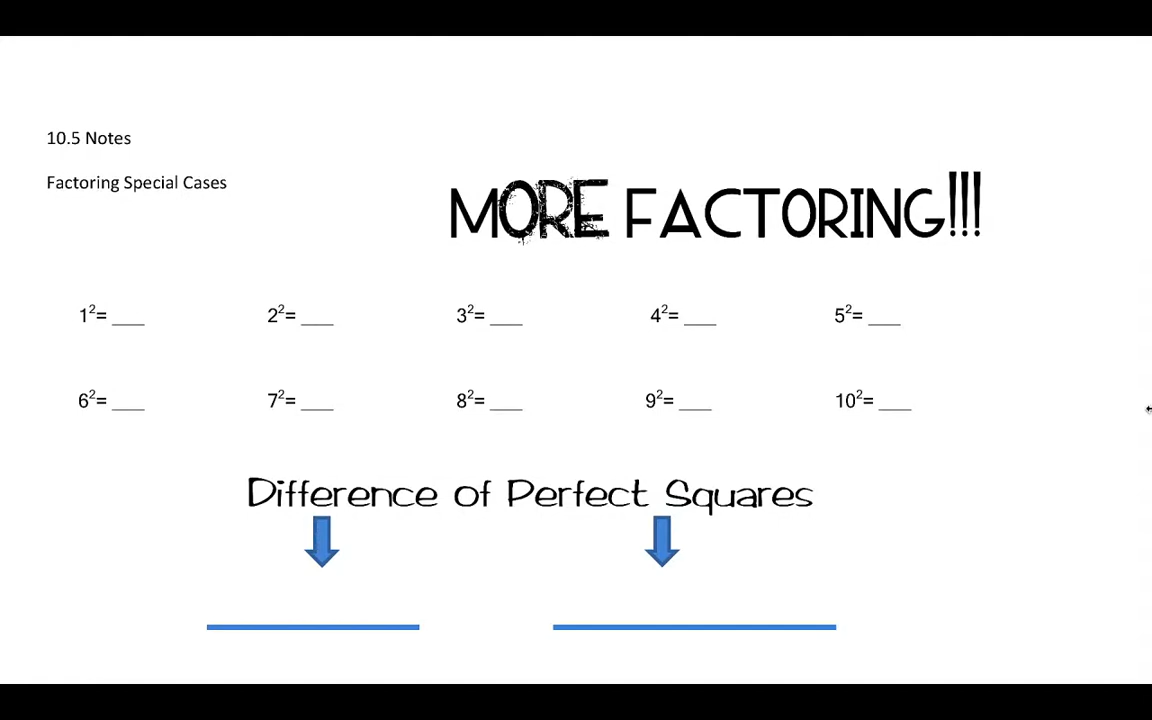 10.5 Notes
Factoring Special Cases
MORE FACTORING!!!
1²= ___ 2²= ___ 3²= ___ 4²= ___ 5²= ___
6²= ___ 7²= ___ 8²= ___ 9²= ___ 10²= ___
Difference of Perfect Squares